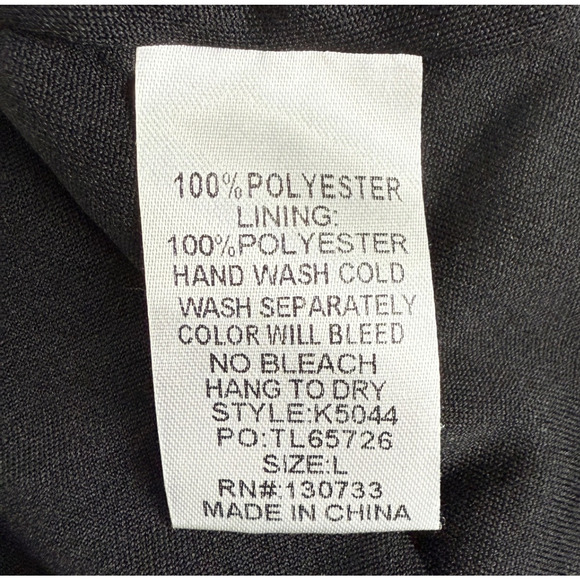 100% POLYESTER
LINING:
100%POLYESTER
HAND WASH COLD
WASH SEPARATELY
COLOR WILL BLEED
NO BLEACH
HANG TO DRY
STYLE:K5044
PO:TL65726
SIZE:L
RN#:130733
MADE IN CHINA